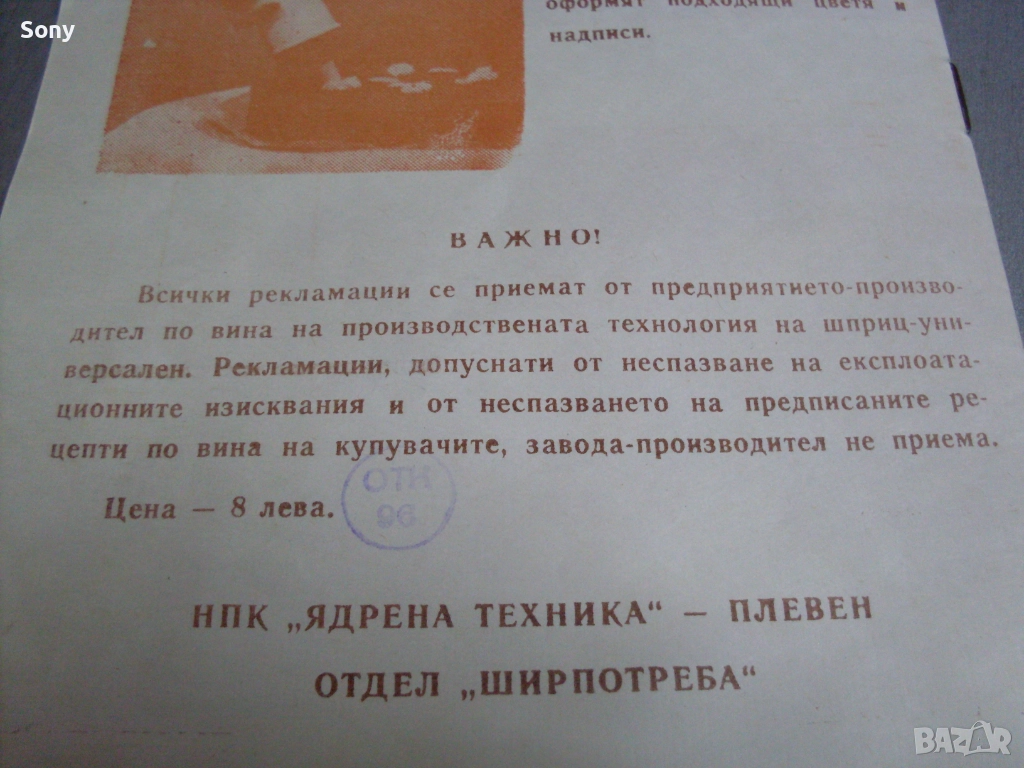 Sony
оформят подходящи цветя и
надписи.
ВАЖНО!
Всички рекламации се приемат от предприятието-произво-
дител по вина на производствената технология на шприц-уни-
версален. Рекламации, допуснати от неспазване на експлоата-
ционните изисквания и от неспазването на предписаните ре-
цепти по вина на купувачите, завода-производител не приема.
Цена — 8 лева.
ОТК
96
НПК „ЯДРЕНА ТЕХНИКА“ — ПЛЕВЕН
ОТДЕЛ „ШИРПОТРЕБА“
BAZAR